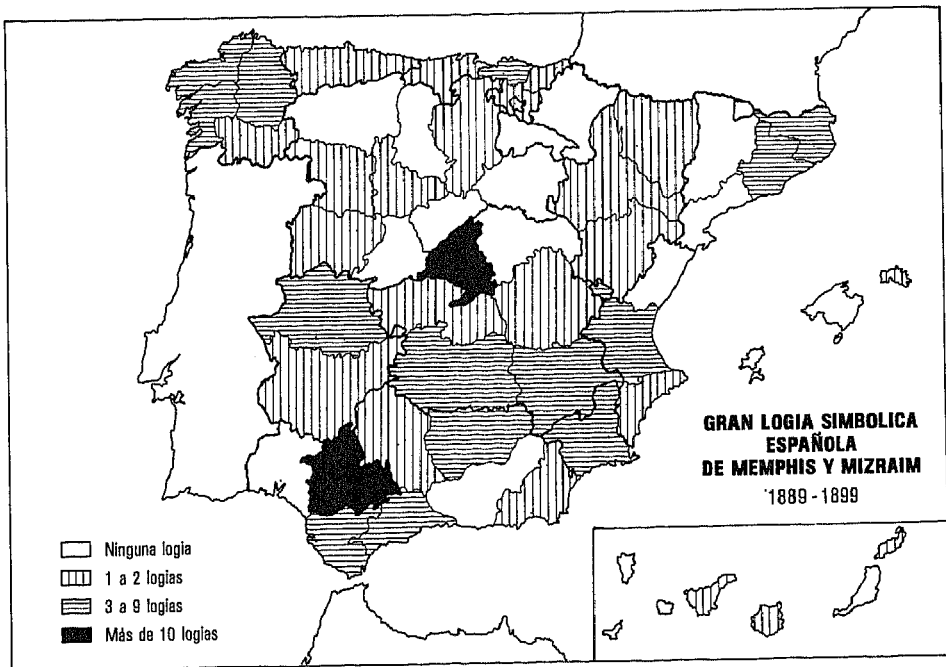 GRAN LOGIA SIMBOLICA
ESPAÑOLA
DE MEMPHIS Y MIZRAIM
1889-1899
Ninguna logia
1 a 2 logias
3 a 9 logias
Más de 10 logias